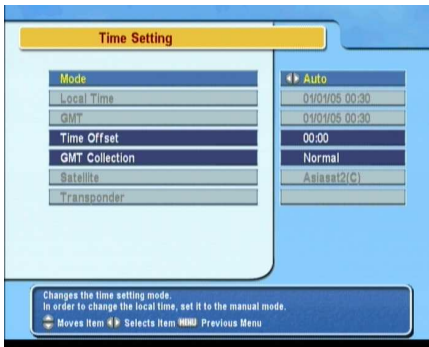 Time Setting
Mode Auto
Local Time 01/01/05 00:30
GMT 01/01/05 00:30
Time Offset 00:00
GMT Collection Normal
Satellite Asiasat2(C)
Transponder
Changes the time setting mode.
In order to change the local time, set it to the manual mode.
Moves Item Selects Item MENU Previous Menu